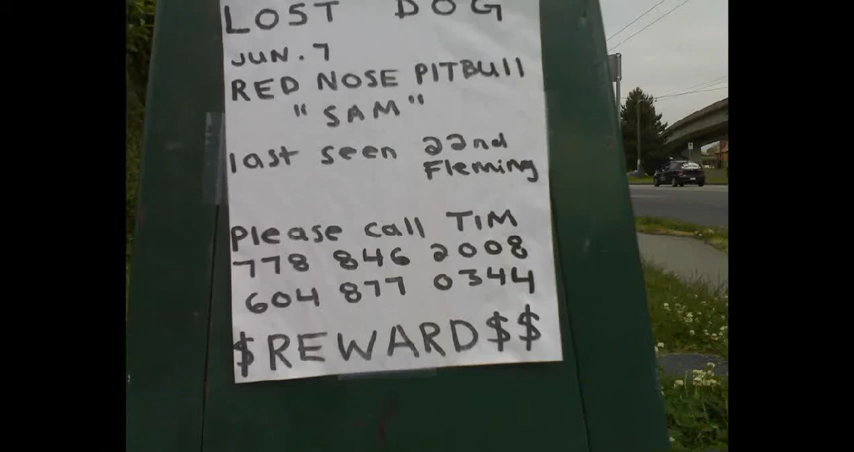 LOST DOG
JUN. 7
RED NOSE PITBUll
"SAM"
last seen 22nd
Fleming
Please call TIM
778 846 2008
604 877 0344
$REWARD$$